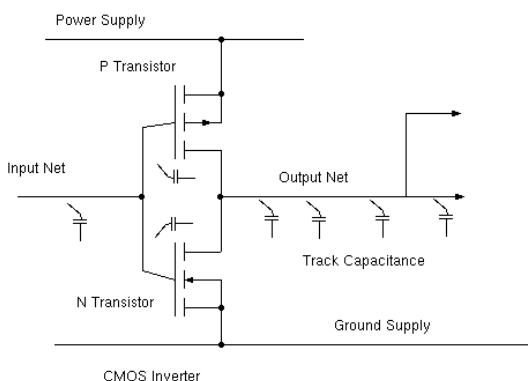 Power Supply
P Transistor
Input Net
Output Net
Track Capacitance
N Transistor
Ground Supply
CMOS Inverter